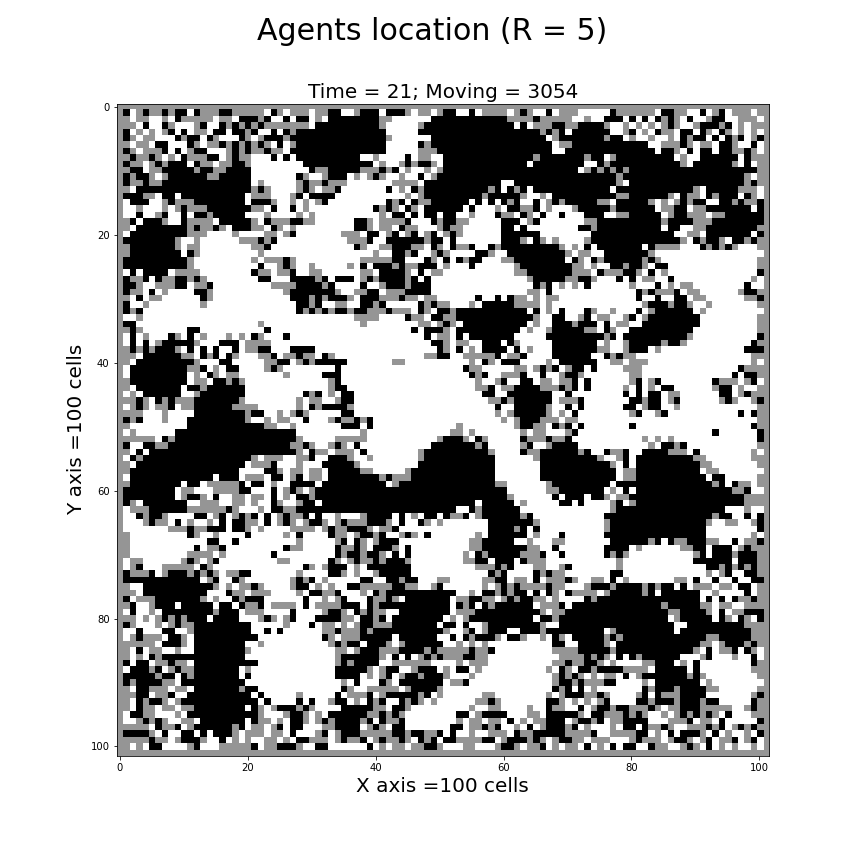 Agents location (R = 5)
Time = 21; Moving = 3054
0
20
40
60
80
100
Y axis =100 cells
0 20 40 60 80 100
X axis =100 cells